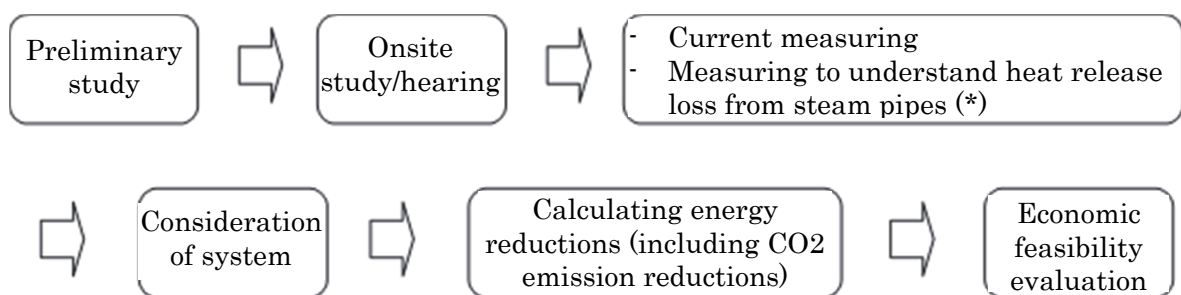 Preliminary
study
Onsite
study/hearing
- Current measuring
- Measuring to understand heat release
loss from steam pipes (*)
Consideration
of system
Calculating energy
reductions (including CO2
emission reductions)
Economic
feasibility
evaluation